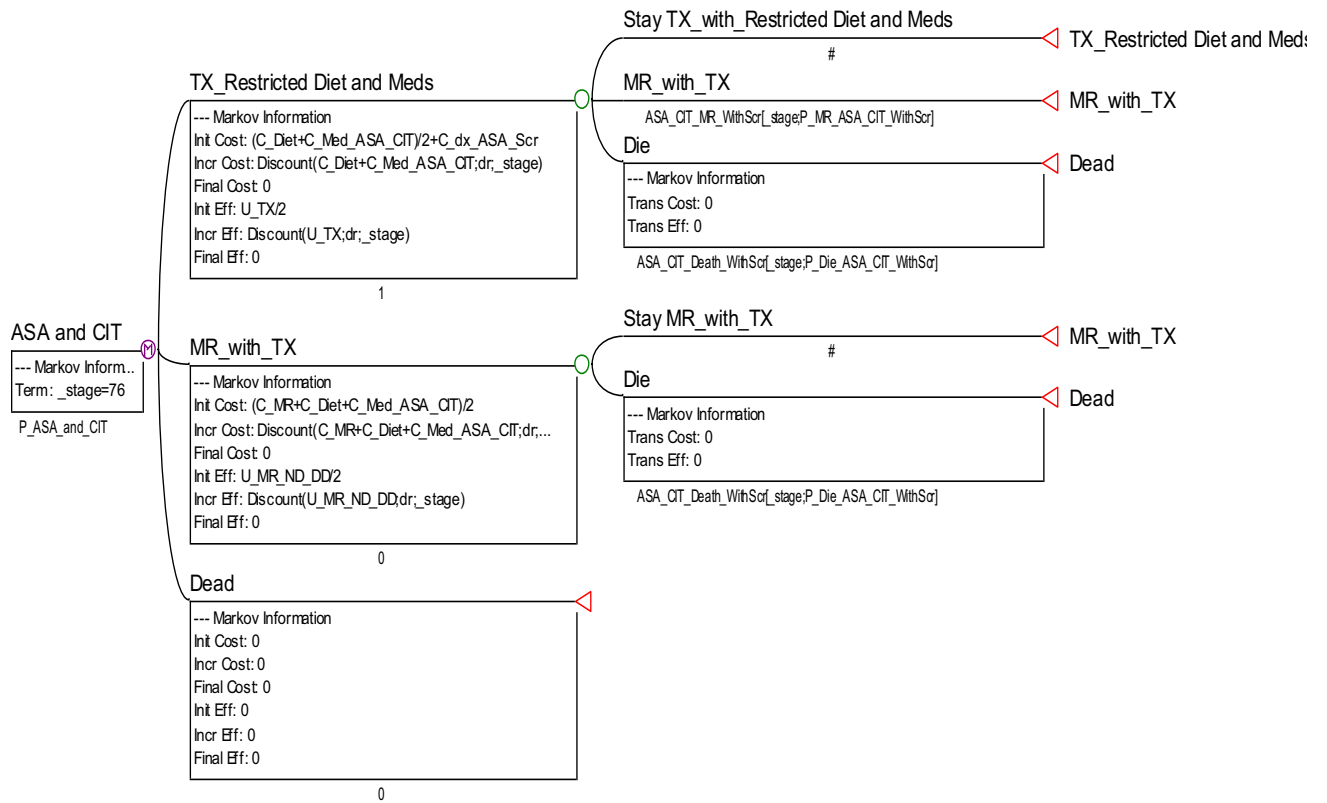 Stay TX_with_Restricted Diet and Meds
#
TX_Restricted Diet and Meds
TX_Restricted Diet and Meds
--- Markov Information
Init Cost: (C_Diet+C_Med_ASA_CIT)/2+C_dx_ASA_Scr
Incr Cost: Discount(C_Diet+C_Med_ASA_CIT;dr;_stage)
Final Cost: 0
Init Eff: U_TX/2
Incr Eff: Discount(U_TX;dr;_stage)
Final Eff: 0
1
MR_with_TX
ASA_CIT_MR_WithScr[_stage;P_MR_ASA_CIT_WithScr]
MR_with_TX
Die
--- Markov Information
Trans Cost: 0
Trans Eff: 0
ASA_CIT_Death_WithScr[_stage;P_Die_ASA_CIT_WithScr]
Dead
ASA and CIT
--- Markov Inform...
Term: _stage=76
P_ASA_and_CIT
MR_with_TX
--- Markov Information
Init Cost: (C_MR+C_Diet+C_Med_ASA_CIT)/2
Incr Cost: Discount(C_MR+C_Diet+C_Med_ASA_CIT;dr;...
Final Cost: 0
Init Eff: U_MR_ND_DD/2
Incr Eff: Discount(U_MR_ND_DD;dr;_stage)
Final Eff: 0
0
Stay MR_with_TX
#
MR_with_TX
Die
--- Markov Information
Trans Cost: 0
Trans Eff: 0
ASA_CIT_Death_WithScr[_stage;P_Die_ASA_CIT_WithScr]
Dead
Dead
--- Markov Information
Init Cost: 0
Incr Cost: 0
Final Cost: 0
Init Eff: 0
Incr Eff: 0
Final Eff: 0
0